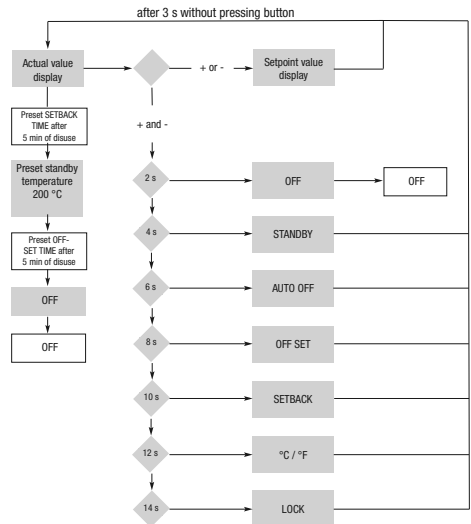 after 3 s without pressing button
Actual value
display
+ or -
Setpoint value
display
Preset SETBACK
TIME after
5 min of disuse
+ and -
Preset standby
temperature
200 °C
2 s
OFF
OFF
Preset OFF-
SET TIME after
5 min of disuse
4 s
STANDBY
OFF
6 s
AUTO OFF
OFF
8 s
OFF SET
10 s
SETBACK
12 s
°C / °F
14 s
LOCK